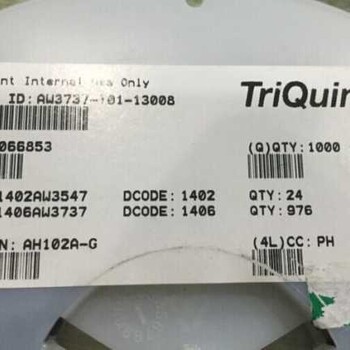 nt Internal Use Only
ID: AW3737-T01-13008
TriQuin
066853
(Q)QTY: 1000
1402AW3547 DCODE: 1402 QTY: 24
1406AW3737 DCODE: 1406 QTY: 976
N: AH102A-G
(4L)CC: PH